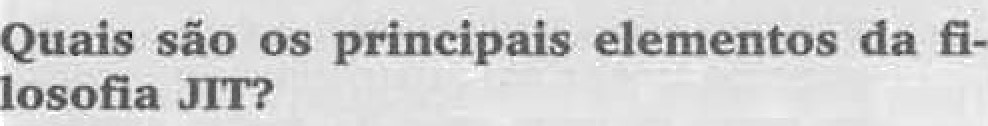 Quais são os principais elementos da fi-
losofia JIT?